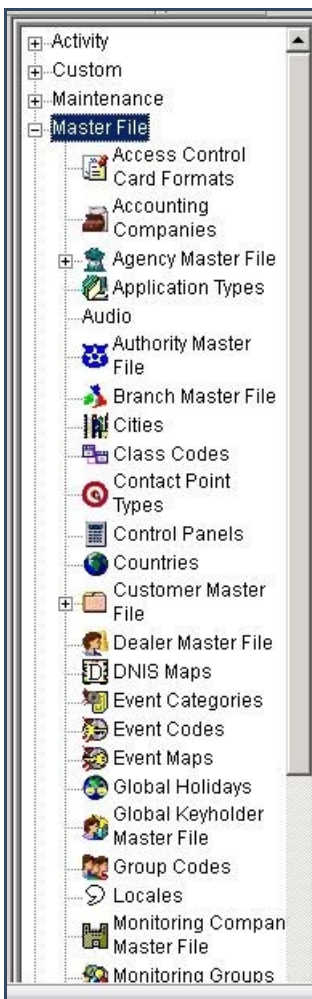 Activity
Custom
Maintenance
Master File
Access Control
Card Formats
Accounting
Companies
Agency Master File
Application Types
Audio
Authority Master
File
Branch Master File
Cities
Class Codes
Contact Point
Types
Control Panels
Countries
Customer Master
File
Dealer Master File
DNIS Maps
Event Categories
Event Codes
Event Maps
Global Holidays
Global Keyholder
Master File
Group Codes
Locales
Monitoring Compan
Master File
Monitoring Groups